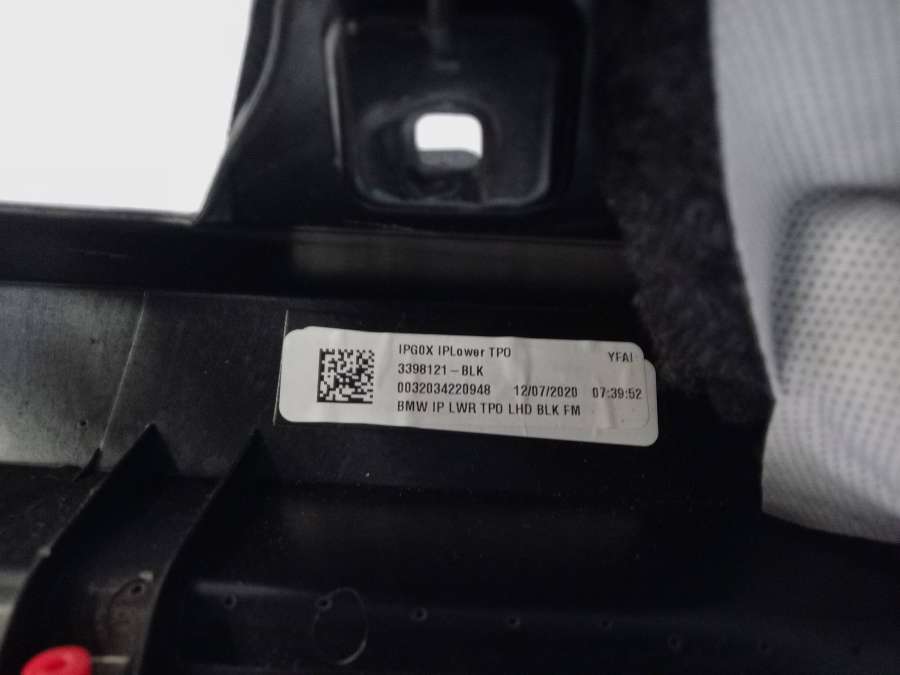 IPG0X IPLower TPO YFAI
3398121-BLK
0032034220948 12/07/2020 07:39:52
BMW IP LWR TPO LHD BLK FM